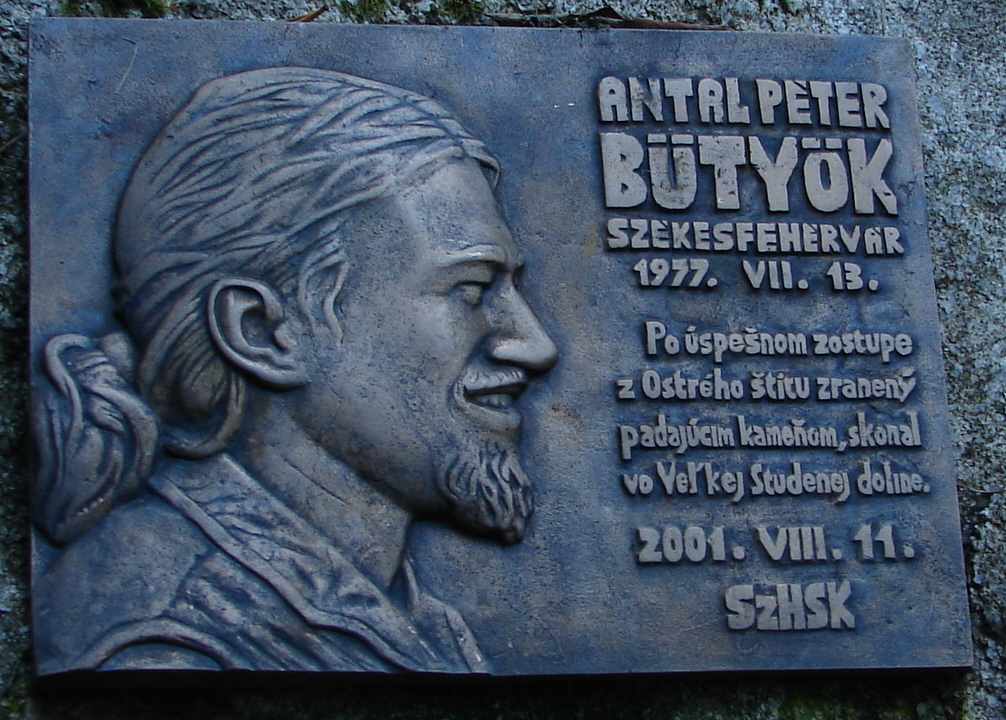 ANTAL PÉTER
BÜTYÖK
SZÉKESFEHÉRVÁR
1977. VII. 13.
Po úspešnom zostupe
z Ostrého štítu zranený
padajúcim kameňom, skonal
vo Veľkej Studenej doline.
2001. VIII. 11.
SzHSK